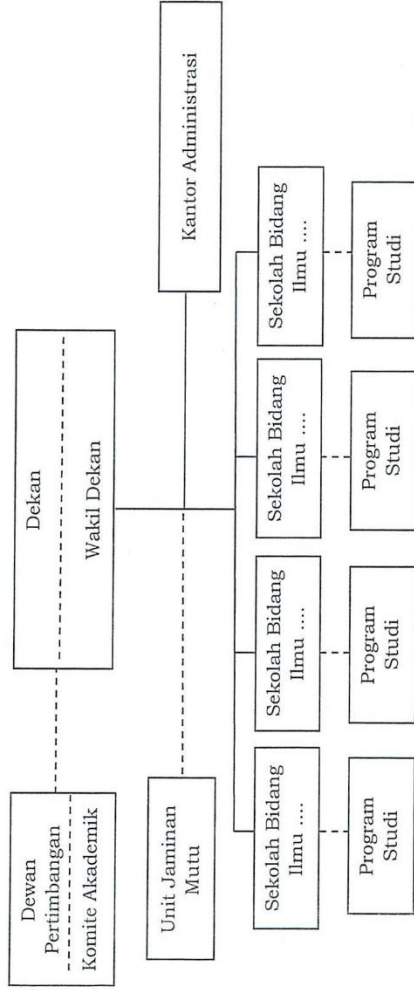 Dekan
Wakil Dekan
Dewan
Pertimbangan
Komite Akademik
Kantor Administrasi
Unit Jaminan
Mutu
Sekolah Bidang
Ilmu ....
Sekolah Bidang
Ilmu ....
Sekolah Bidang
Ilmu ....
Sekolah Bidang
Ilmu ....
Program
Studi
Program
Studi
Program
Studi
Program
Studi